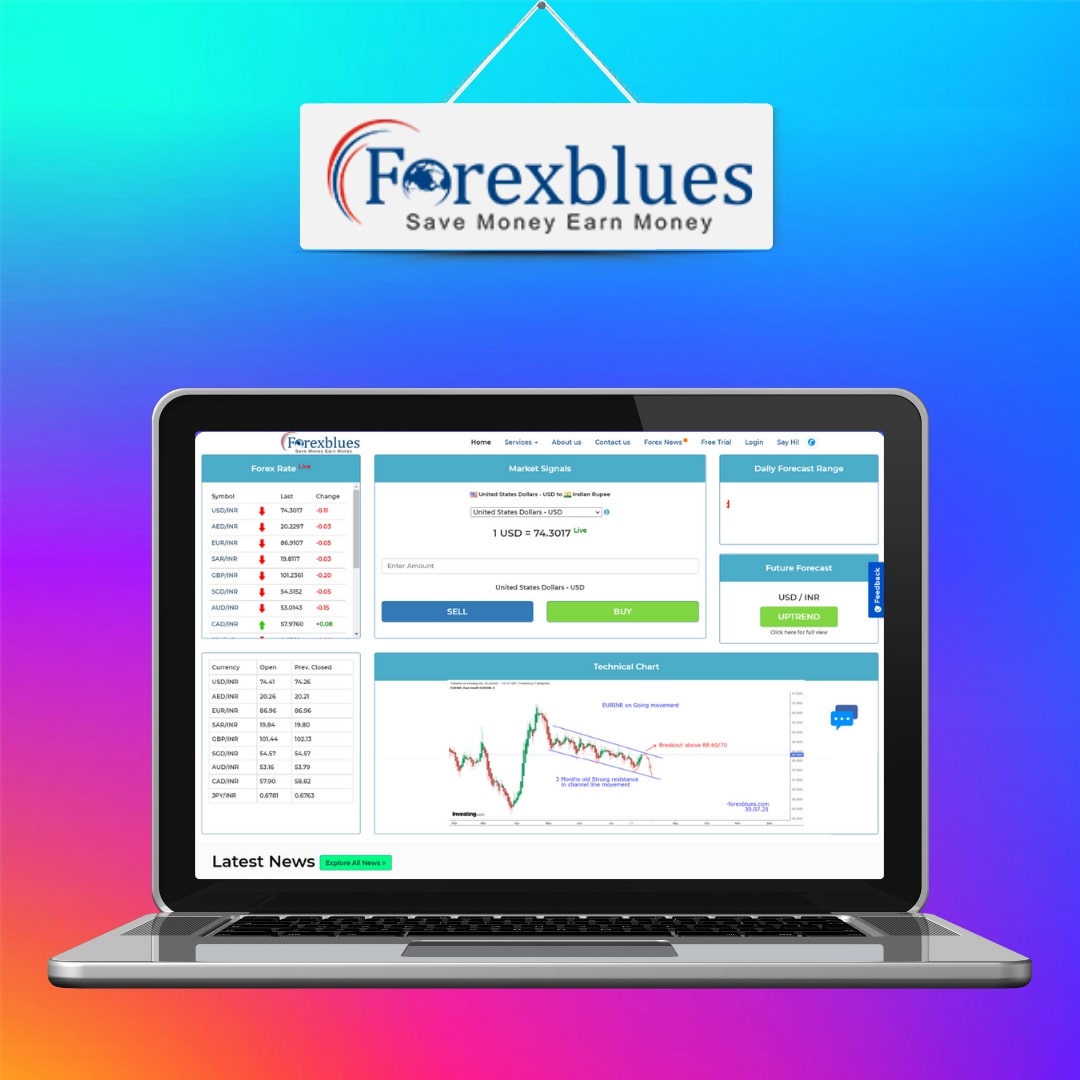 Forexblues
Save Money Earn Money
Forexblues
Save Money Earn Money
Home Services About us Contact us Forex News Free Trial Login Say Hi!
Forex Rate Live
Symbol Last Change
USD/INR 74.3017 -0.11
AED/INR 20.2297 -0.03
EUR/INR 86.9107 -0.05
SAR/INR 19.8117 -0.03
GBP/INR 101.2361 -0.20
SGD/INR 54.5152 -0.05
AUD/INR 53.0143 -0.15
CAD/INR 57.9760 +0.08
Market Signals
United States Dollars - USD to Indian Rupee
United States Dollars - USD
1 USD = 74.3017 Live
Enter Amount
United States Dollars - USD
SELL BUY
Daily Forecast Range
Future Forecast
USD / INR
UPTREND
Click here for full view
Feedback
Currency Open Prev. Closed
USD/INR 74.41 74.26
AED/INR 20.26 20.21
EUR/INR 86.96 86.96
SAR/INR 19.84 19.80
GBP/INR 101.44 102.13
SGD/INR 54.57 54.57
AUD/INR 53.16 53.79
CAD/INR 57.90 58.82
JPY/INR 0.6781 0.6763
Technical Chart
EURINR on Going movement
Breakout above 88.60/70
3 Months old Strong resistance
in channel line movement
Investing.com
-forexblues.com
30.07.21
Latest News Explore All News »